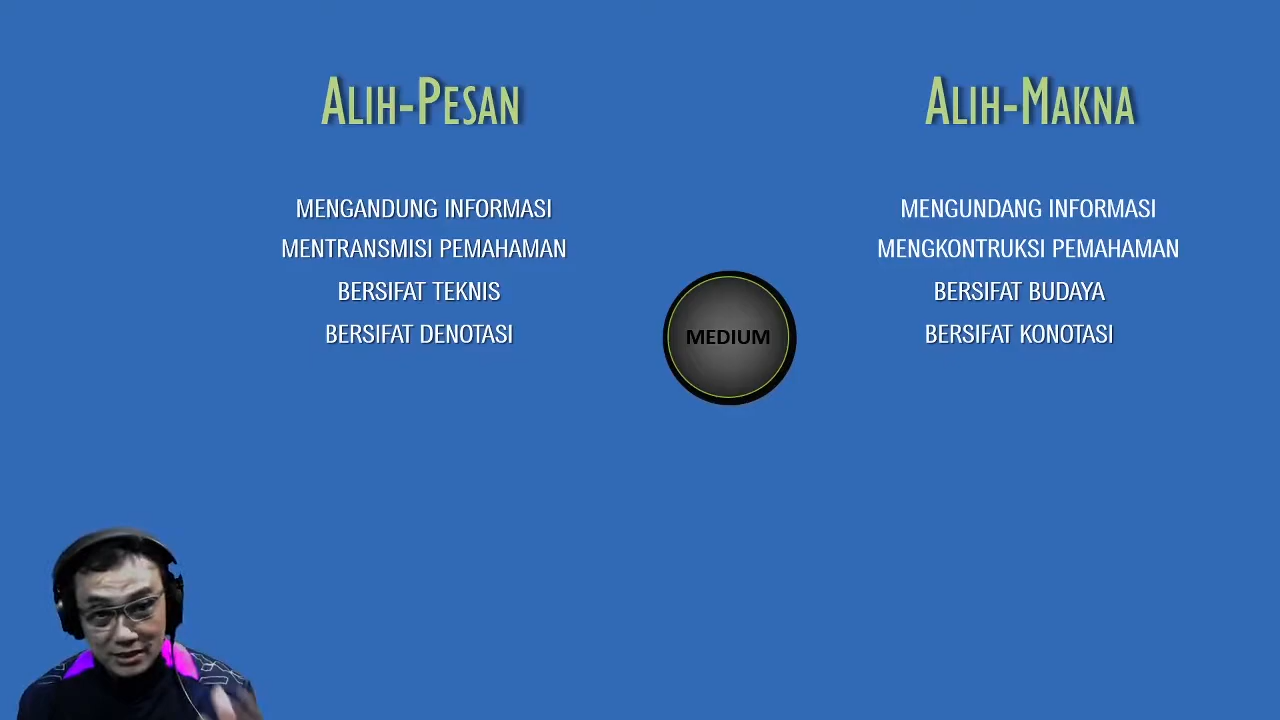 ALIH-PESAN
MENGANDUNG INFORMASI
MENTRANSMISI PEMAHAMAN
BERSIFAT TEKNIS
BERSIFAT DENOTASI
MEDIUM
ALIH-MAKNA
MENGUNDANG INFORMASI
MENGKONTRUKSI PEMAHAMAN
BERSIFAT BUDAYA
BERSIFAT KONOTASI